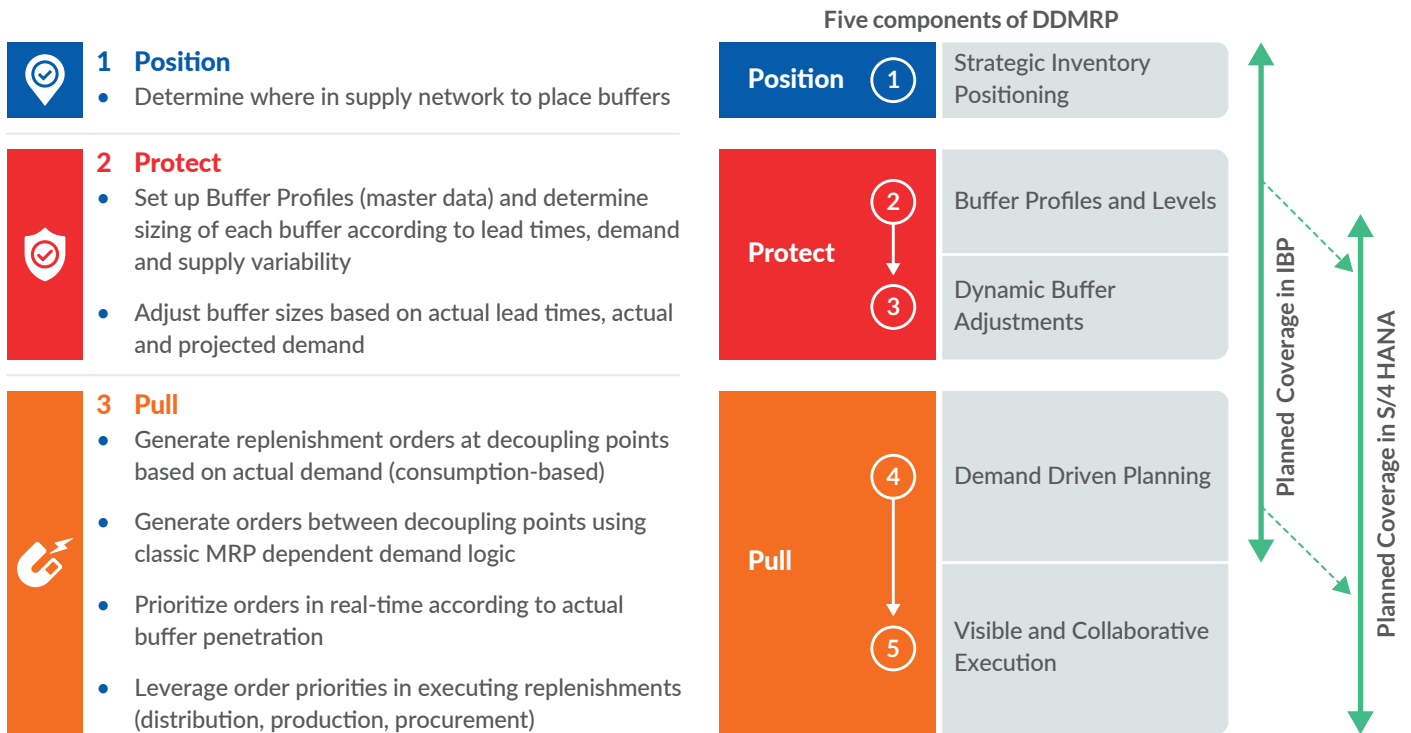 1 Position
• Determine where in supply network to place buffers
2 Protect
• Set up Buffer Profiles (master data) and determine
sizing of each buffer according to lead times, demand
and supply variability
• Adjust buffer sizes based on actual lead times, actual
and projected demand
3 Pull
• Generate replenishment orders at decoupling points
based on actual demand (consumption-based)
• Generate orders between decoupling points using
classic MRP dependent demand logic
• Prioritize orders in real-time according to actual
buffer penetration
• Leverage order priorities in executing replenishments
(distribution, production, procurement)
Five components of DDMRP
Position 1
Strategic Inventory
Positioning
Protect
2
Buffer Profiles and Levels
3
Dynamic Buffer
Adjustments
Pull
4
Demand Driven Planning
5
Visible and Collaborative
Execution
Planned Coverage in IBP
Planned Coverage in S/4 HANA